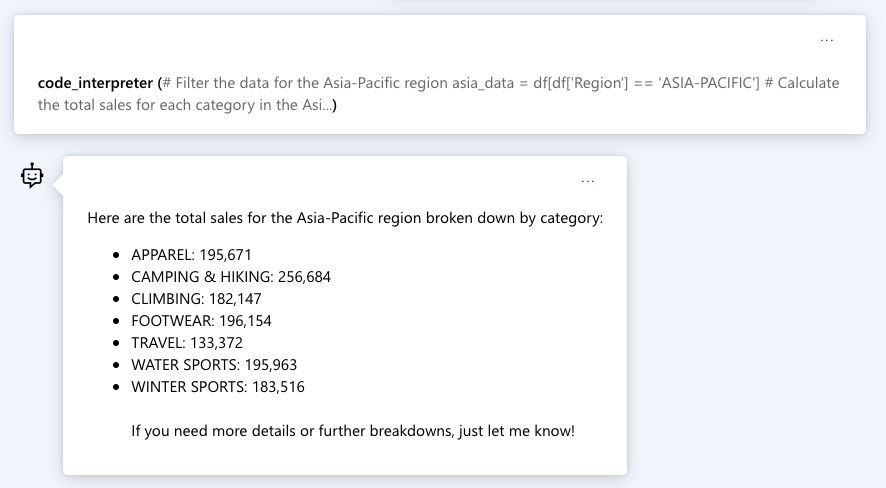 ...
code_interpreter (# Filter the data for the Asia-Pacific region asia_data = df[df['Region'] == 'ASIA-PACIFIC'] # Calculate
the total sales for each category in the Asi...)
...
Here are the total sales for the Asia-Pacific region broken down by category:
• APPAREL: 195,671
• CAMPING & HIKING: 256,684
• CLIMBING: 182,147
• FOOTWEAR: 196,154
• TRAVEL: 133,372
• WATER SPORTS: 195,963
• WINTER SPORTS: 183,516
If you need more details or further breakdowns, just let me know!